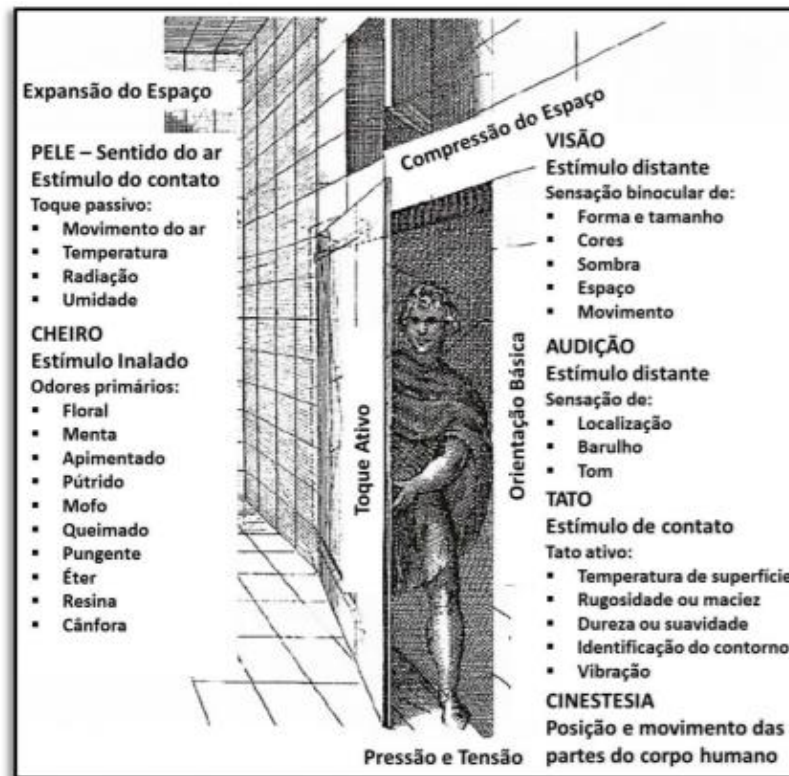 Expansão do Espaço
PELE – Sentido do ar
Estímulo do contato
Toque passivo:
▪ Movimento do ar
▪ Temperatura
▪ Radiação
▪ Umidade
CHEIRO
Estímulo Inalado
Odores primários:
▪ Floral
▪ Menta
▪ Apimentado
▪ Pútrido
▪ Mofo
▪ Queimado
▪ Pungente
▪ Éter
▪ Resina
▪ Cânfora
Compressão do Espaço
Toque Ativo
Orientação Básica
Pressão e Tensão
VISÃO
Estímulo distante
Sensação binocular de:
▪ Forma e tamanho
▪ Cores
▪ Sombra
▪ Espaço
▪ Movimento
AUDIÇÃO
Estímulo distante
Sensação de:
▪ Localização
▪ Barulho
▪ Tom
TATO
Estímulo de contato
Tato ativo:
▪ Temperatura de superfície
▪ Rugosidade ou maciez
▪ Dureza ou suavidade
▪ Identificação do contorno
▪ Vibração
CINESTESIA
Posição e movimento das
partes do corpo humano